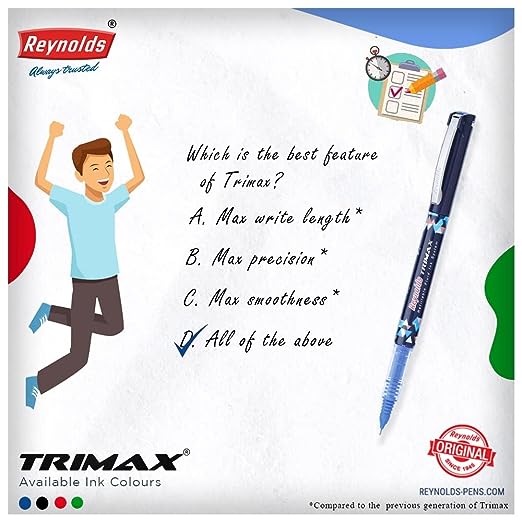 Reynolds®
Always trusted
Which is the best feature
of Trimax?
A. Max write length*
B. Max precision*
C. Max smoothness*
D. All of the above
Reynolds TRIMAX
TRIMAX®
Available Ink Colours
Reynolds
ORIGINAL
SINCE 1945
REYNOLDS-PENS.COM
*Compared to the previous generation of Trimax